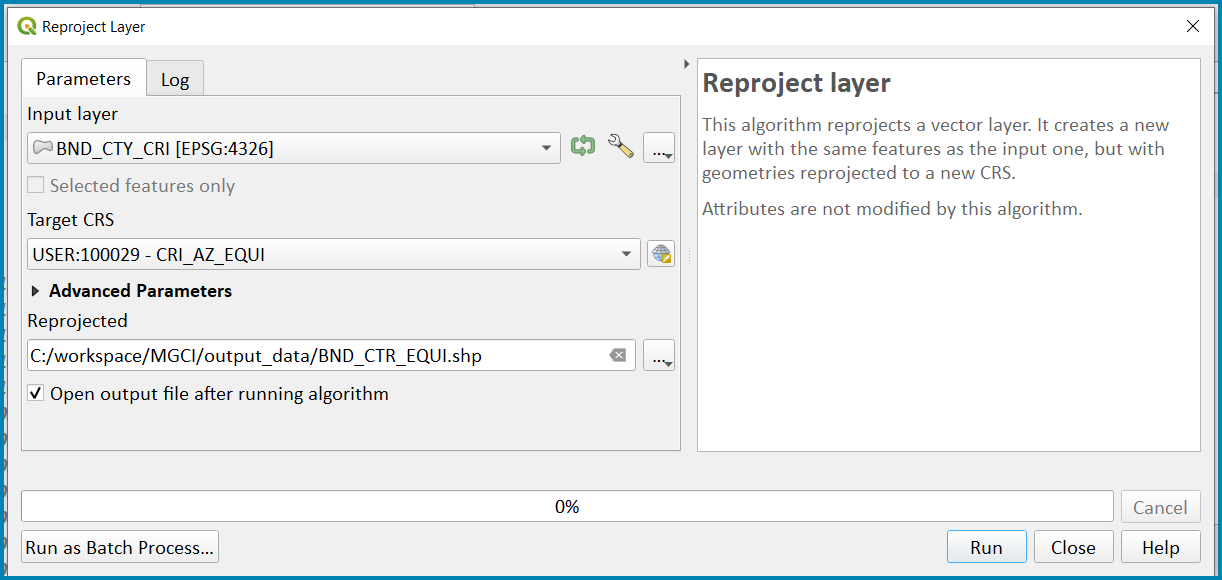 Reproject Layer
Parameters
Log
Input layer
BND_CTY_CRI [EPSG:4326]
...
Selected features only
Target CRS
USER:100029 - CRI_AZ_EQUI
Advanced Parameters
Reprojected
C:/workspace/MGCI/output_data/BND_CTR_EQUI.shp
...
Open output file after running algorithm
Reproject layer
This algorithm reprojects a vector layer. It creates a new
layer with the same features as the input one, but with
geometries reprojected to a new CRS.
Attributes are not modified by this algorithm.
0%
Cancel
Run as Batch Process...
Run
Close
Help